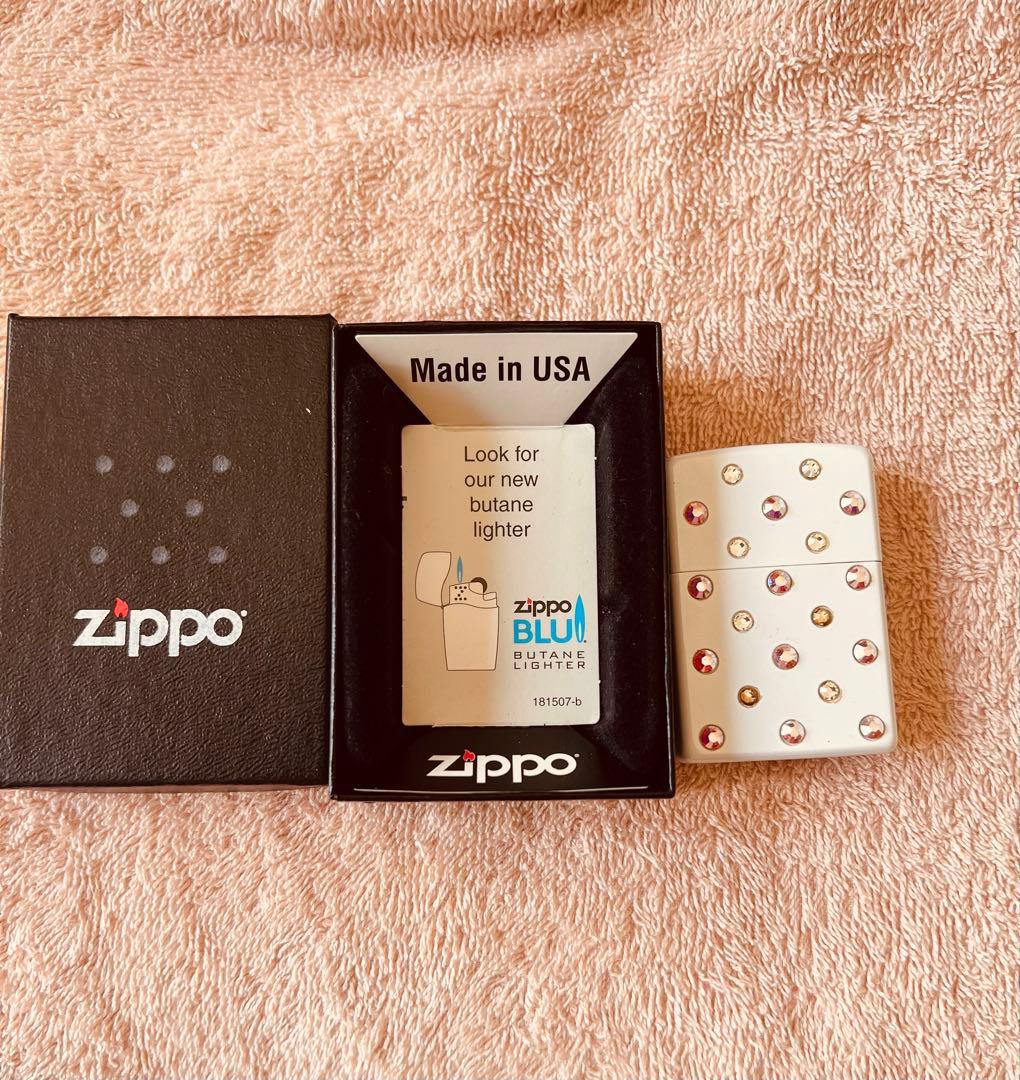 zippo
Made in USA
Look for
our new
butane
lighter
zippo
BLU
BUTANE
LIGHTER
181507-b
zippo